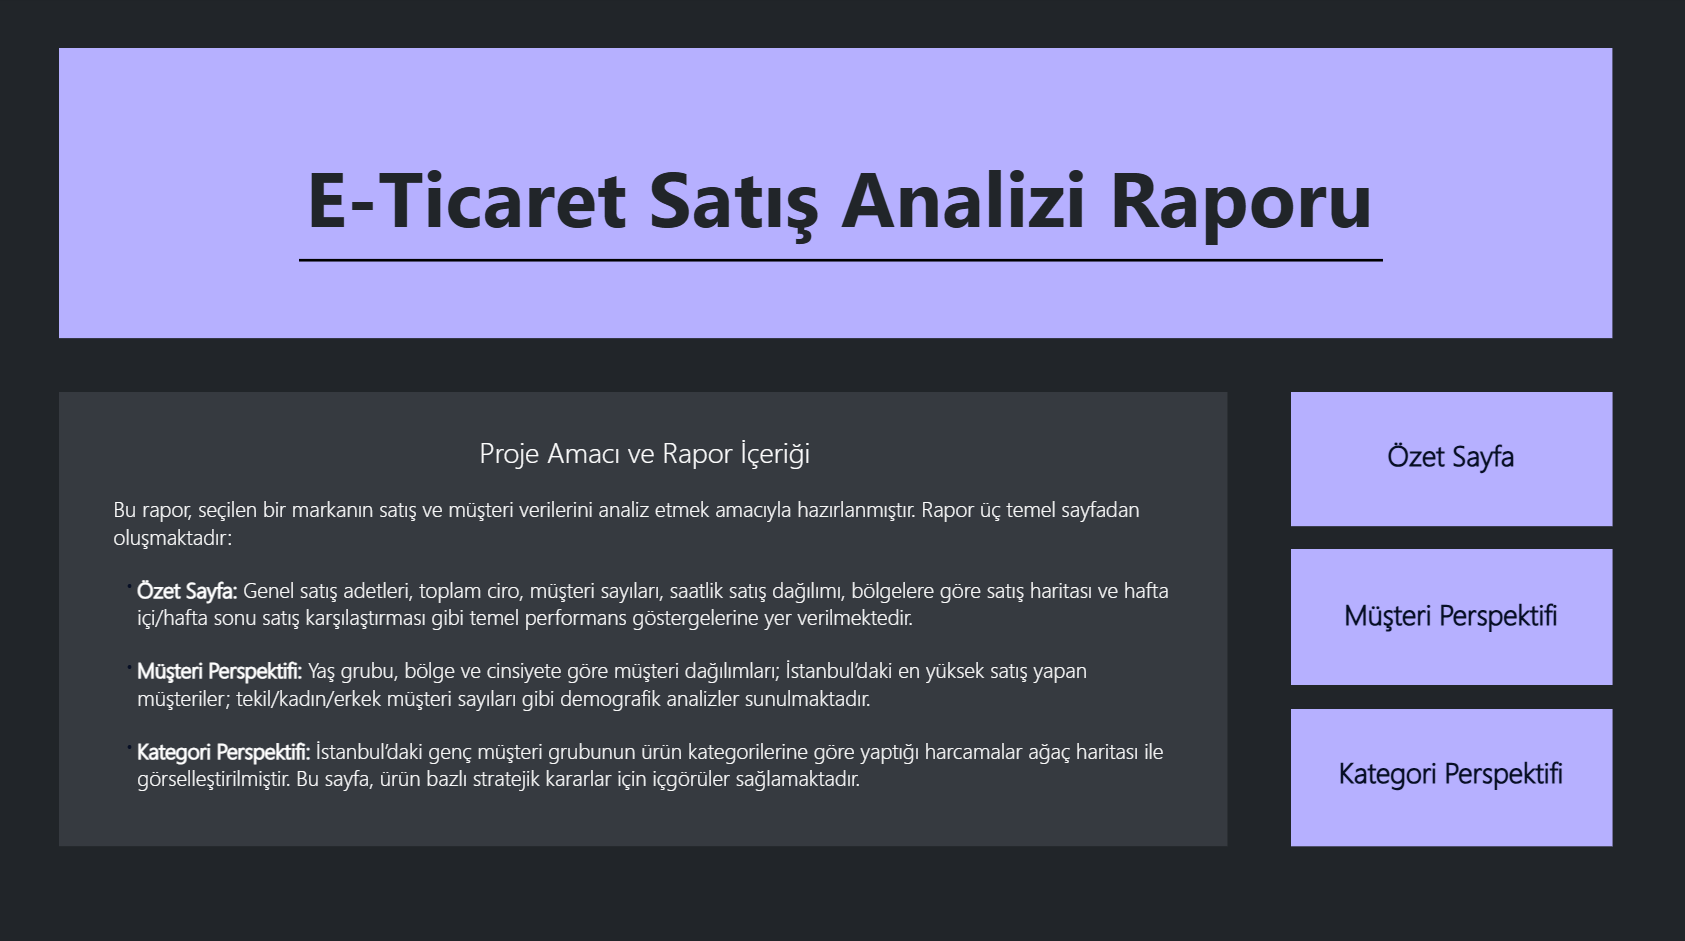 E-Ticaret Satış Analizi Raporu
Proje Amacı ve Rapor İçeriği
Bu rapor, seçilen bir markanın satış ve müşteri verilerini analiz etmek amacıyla hazırlanmıştır. Rapor üç temel sayfadan
oluşmaktadır:
· Özet Sayfa: Genel satış adetleri, toplam ciro, müşteri sayıları, saatlik satış dağılımı, bölgelere göre satış haritası ve hafta
içi/hafta sonu satış karşılaştırması gibi temel performans göstergelerine yer verilmektedir.
· Müşteri Perspektifi: Yaş grubu, bölge ve cinsiyete göre müşteri dağılımları; İstanbul’daki en yüksek satış yapan
müşteriler; tekil/kadın/erkek müşteri sayıları gibi demografik analizler sunulmaktadır.
· Kategori Perspektifi: İstanbul’daki genç müşteri grubunun ürün kategorilerine göre yaptığı harcamalar ağaç haritası ile
görselleştirilmiştir. Bu sayfa, ürün bazlı stratejik kararlar için içgörüler sağlamaktadır.
Özet Sayfa
Müşteri Perspektifi
Kategori Perspektifi